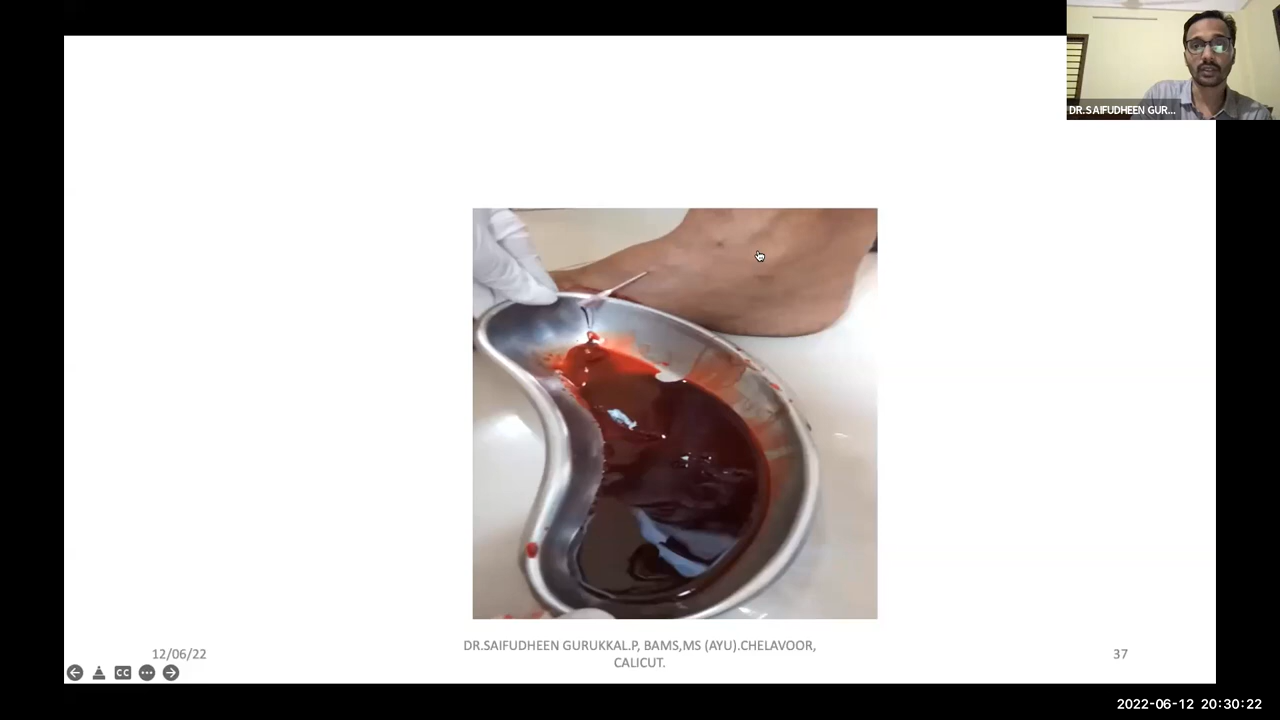 DR.SAIFUDHEEN GUR...
12/06/22
DR.SAIFUDHEEN GURUKKAL.P, BAMS,MS (AYU).CHELAVOOR,
CALICUT.
37
CC
2022-06-12 20:30:22